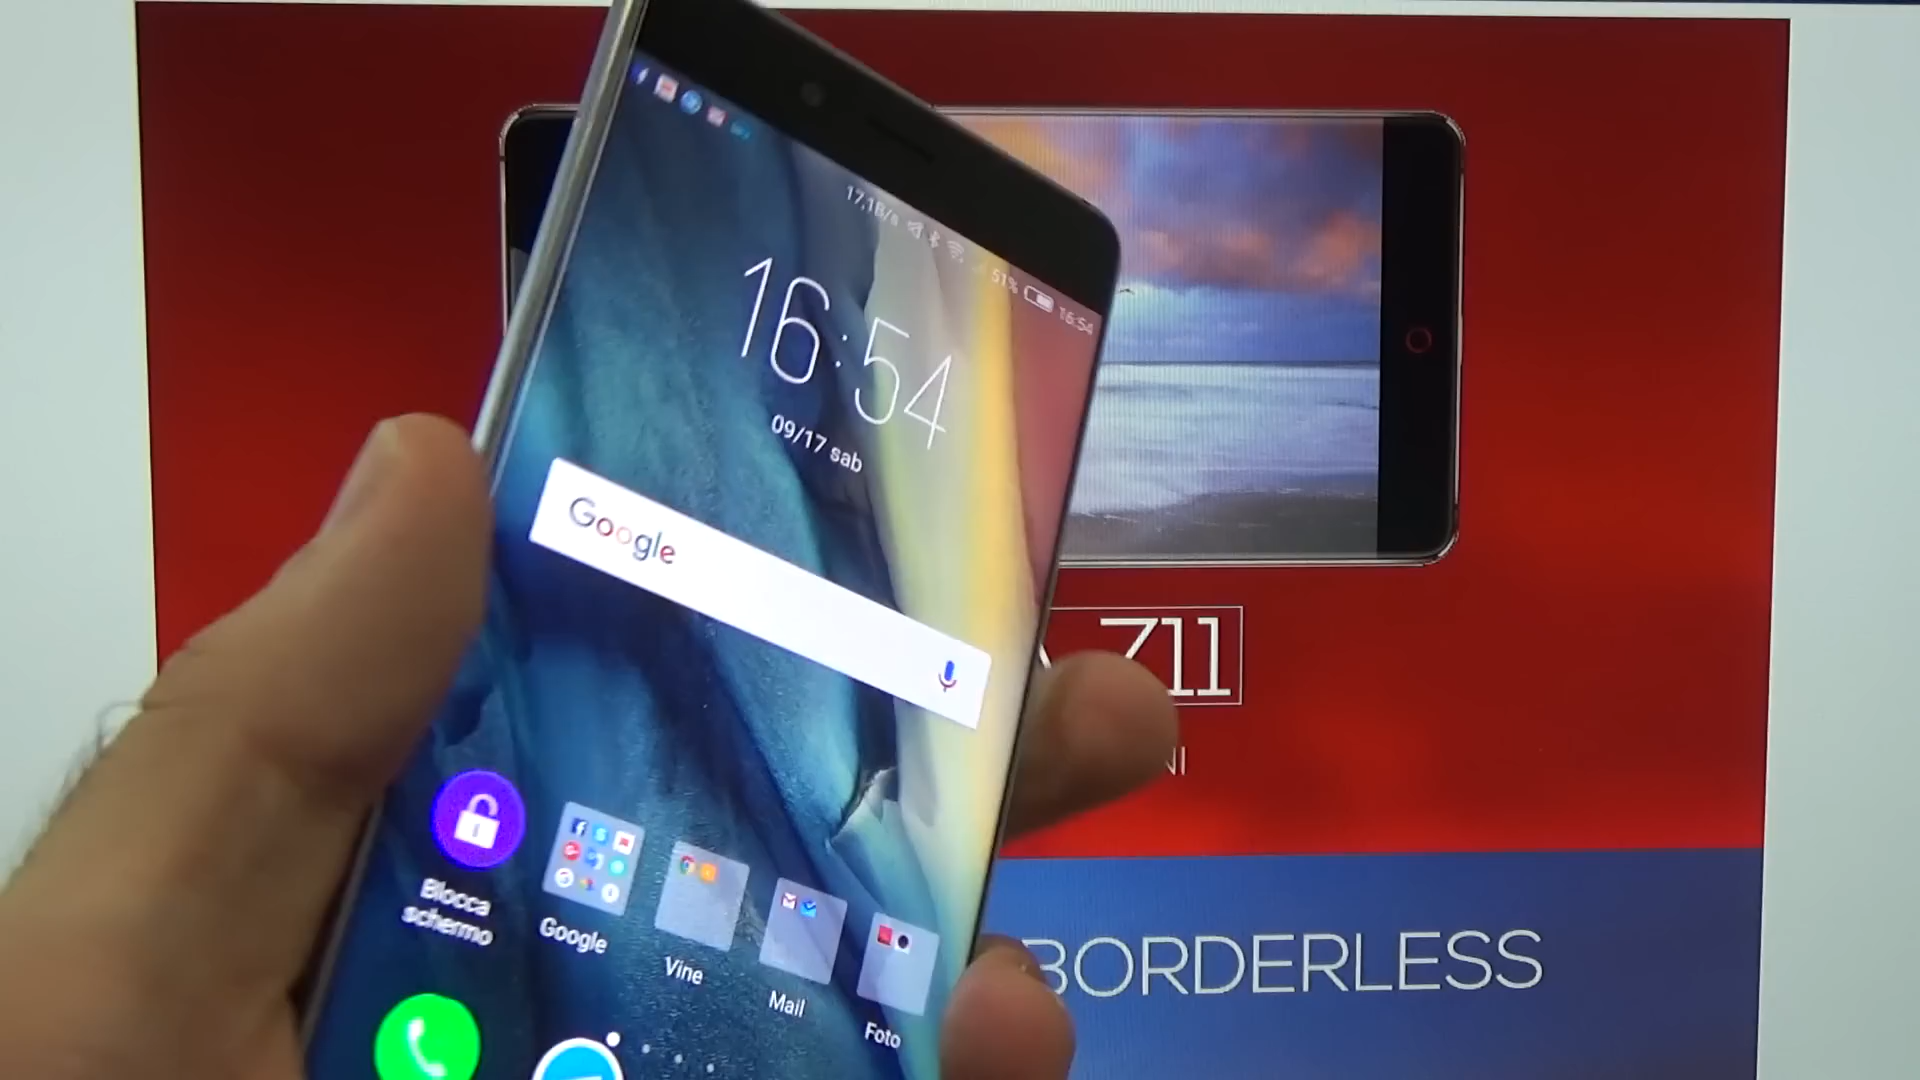 17,1B/s
51%
16:54
16:54
09/17 sab
Google
Z11
NI
Blocca
schermo
Google
Vine
Mail
Foto
BORDERLESS